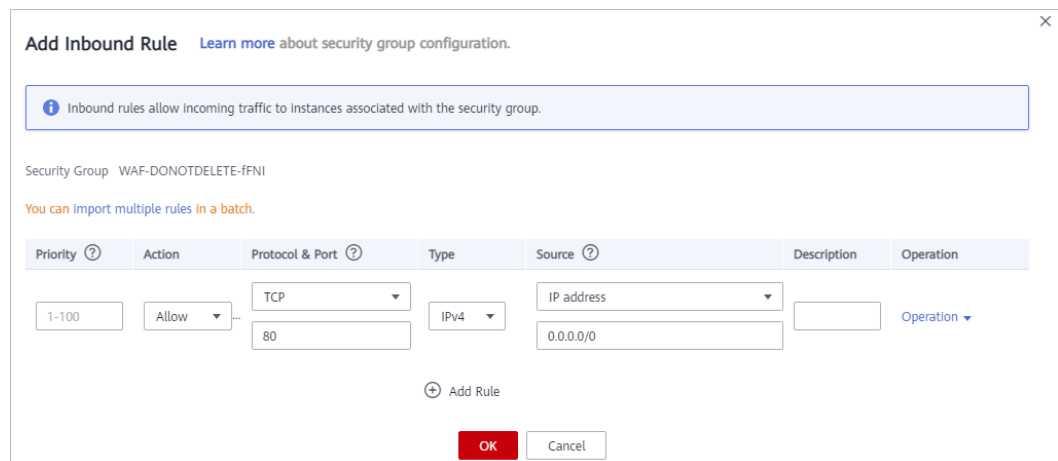 Add Inbound Rule Learn more about security group configuration.
Inbound rules allow incoming traffic to instances associated with the security group.
Security Group WAF-DONOTDELETE-fFNI
You can import multiple rules in a batch.
Priority Action Protocol & Port Type Source Description Operation
TCP IP address
1-100 Allow ... IPv4 Operation
80 0.0.0.0/0
Add Rule
OK Cancel